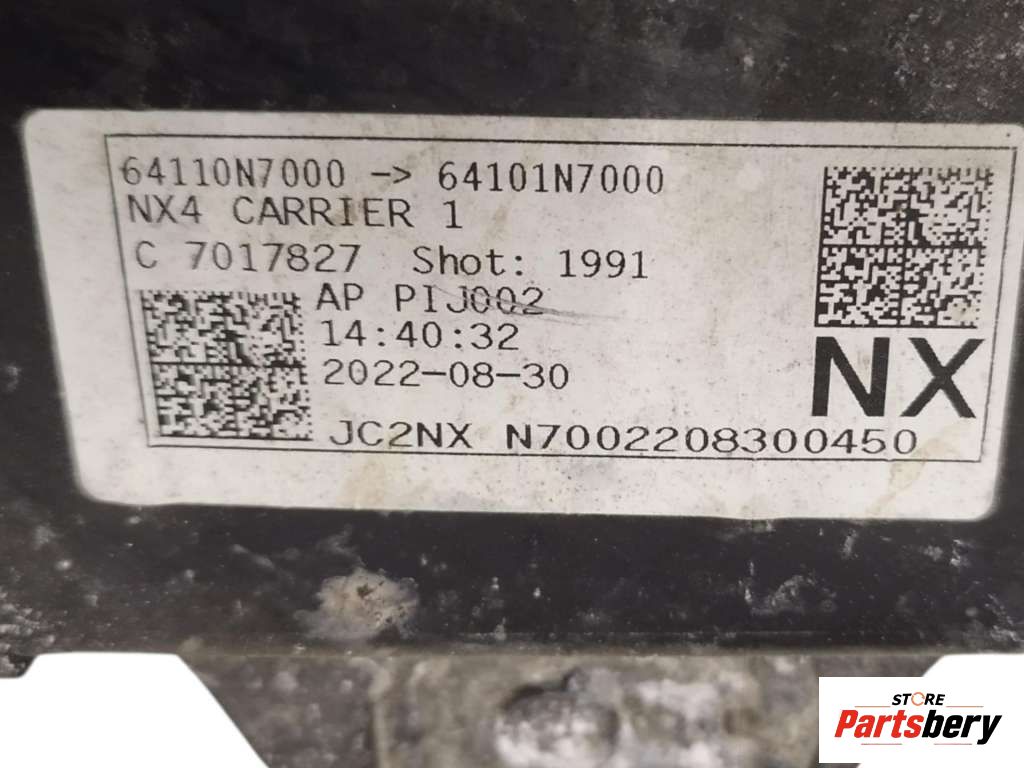 64110N7000 -> 64101N7000
NX4 CARRIER 1
C 7017827 Shot: 1991
AP PIJ002
14:40:32
2022-08-30
NX
JC2NX N7002208300450
STORE
Partsbery